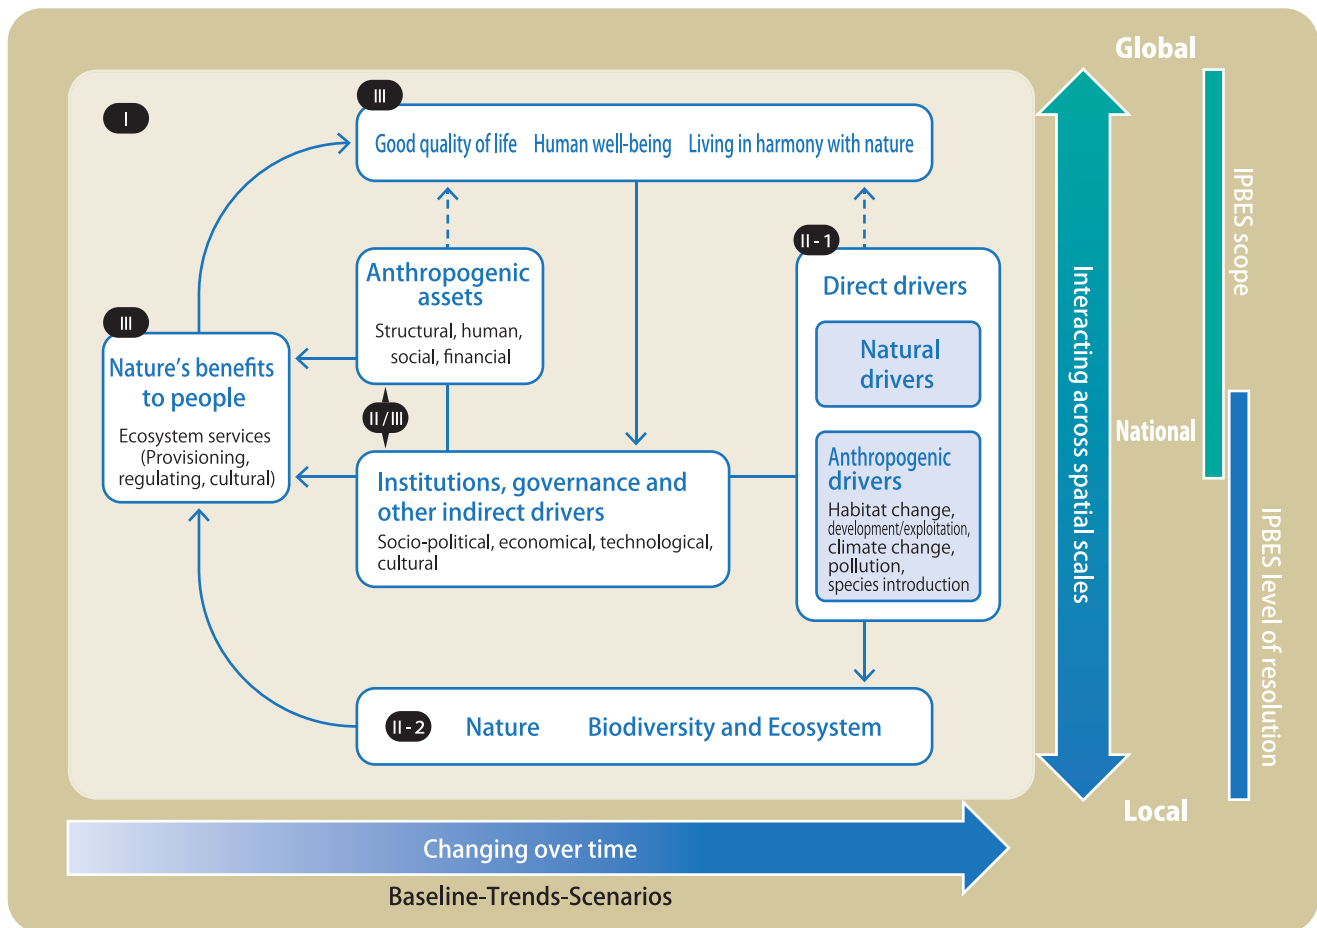 Global
I
III
Good quality of life Human well-being Living in harmony with nature
II - 1
Anthropogenic
assets
Structural, human,
social, financial
Direct drivers
Natural
drivers
III
Nature's benefits
to people
Ecosystem services
(Provisioning,
regulating, cultural)
II / III
Institutions, governance and
other indirect drivers
Socio-political, economical, technological,
cultural
Anthropogenic
drivers
Habitat change,
development/exploitation,
climate change,
pollution,
species introduction
II - 2
Nature Biodiversity and Ecosystem
Interacting across spatial scales
National
IPBES scope
IPBES level of resolution
Local
Changing over time
Baseline-Trends-Scenarios